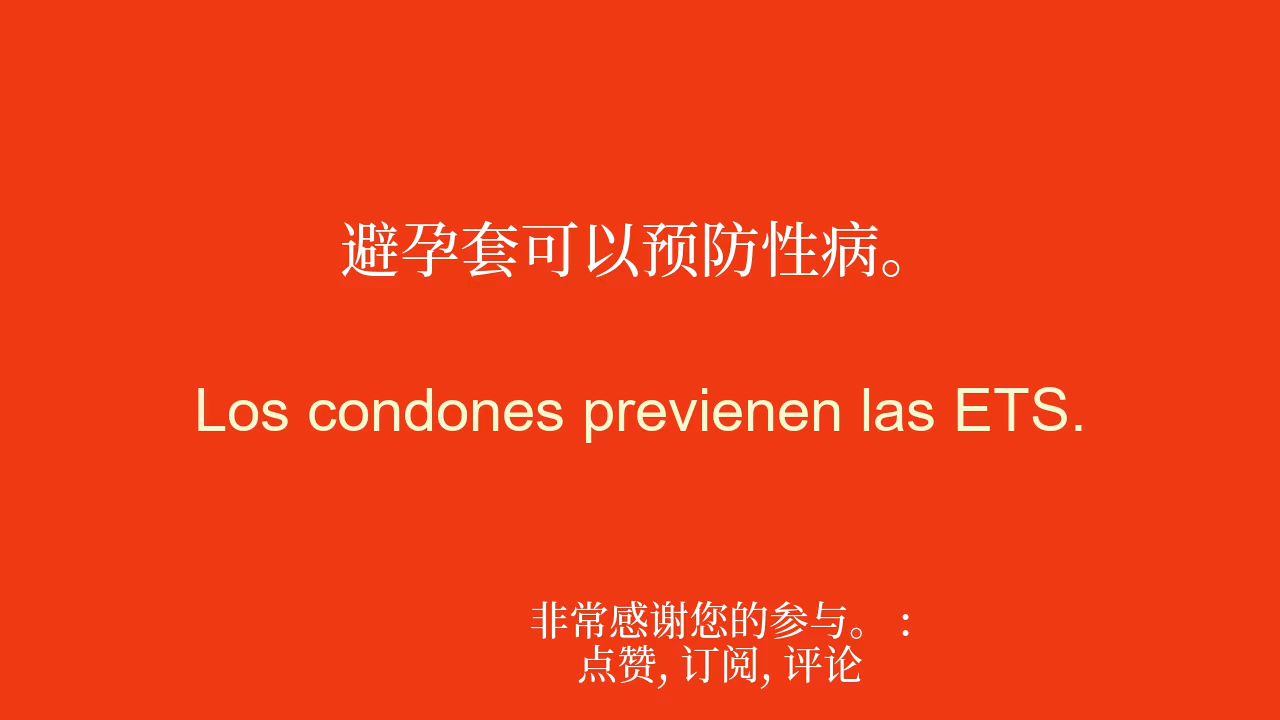 避孕套可以预防性病。
Los condones previenen las ETS.
非常感谢您的参与。 :
点赞, 订阅, 评论